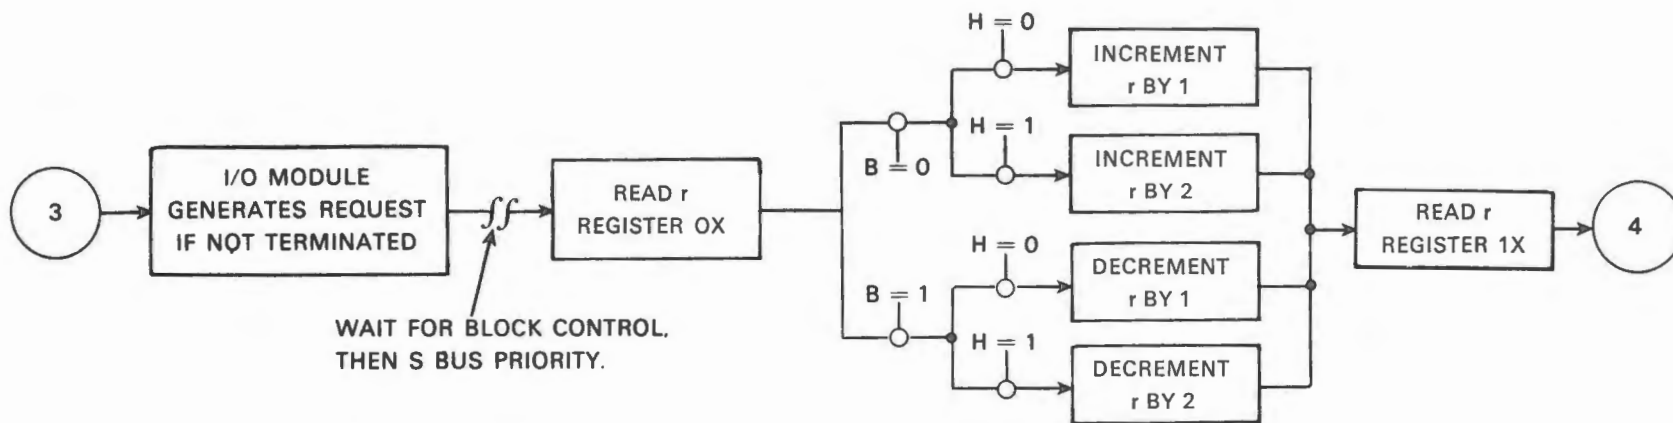 3
I/O MODULE
GENERATES REQUEST
IF NOT TERMINATED
WAIT FOR BLOCK CONTROL,
THEN S BUS PRIORITY.
READ r
REGISTER 0X
B = 0
B = 1
H = 0
INCREMENT
r BY 1
H = 1
INCREMENT
r BY 2
H = 0
DECREMENT
r BY 1
H = 1
DECREMENT
r BY 2
READ r
REGISTER 1X
4